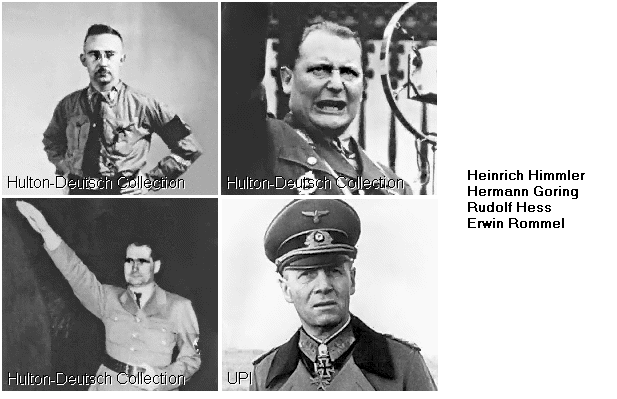 Hulton-Deutsch Collection
Hulton-Deutsch Collection
Heinrich Himmler
Hermann Goring
Rudolf Hess
Erwin Rommel
Hulton-Deutsch Collection
UPI